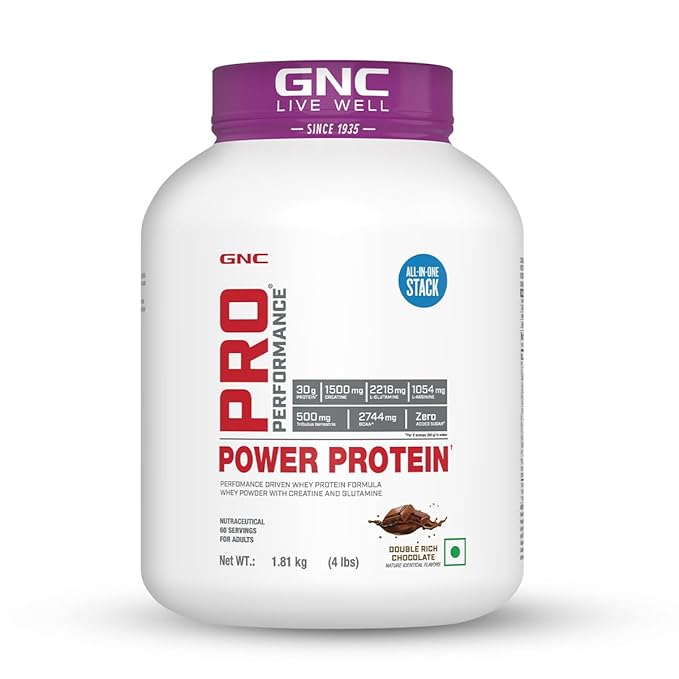 GNC
LIVE WELL
SINCE 1935
GNC
ALL-IN-ONE
STACK
PRO
PERFORMANCE®
30g
PROTEIN^
1500mg
CREATINE
2218mg
L-GLUTAMINE
1054mg
L-ARGININE
500mg
Tribulus terrestris
2744mg
BCAA^
Zero
ADDED SUGAR
POWER PROTEIN†
PERFOMANCE DRIVEN WHEY PROTEIN FORMULA
WHEY POWDER WITH CREATINE AND GLUTAMINE
NUTRACEUTICAL
60 SERVINGS
FOR ADULTS
DOUBLE RICH
CHOCOLATE
NATURE IDENTICAL FLAVORS
Net WT.: 1.81 kg (4 lbs)